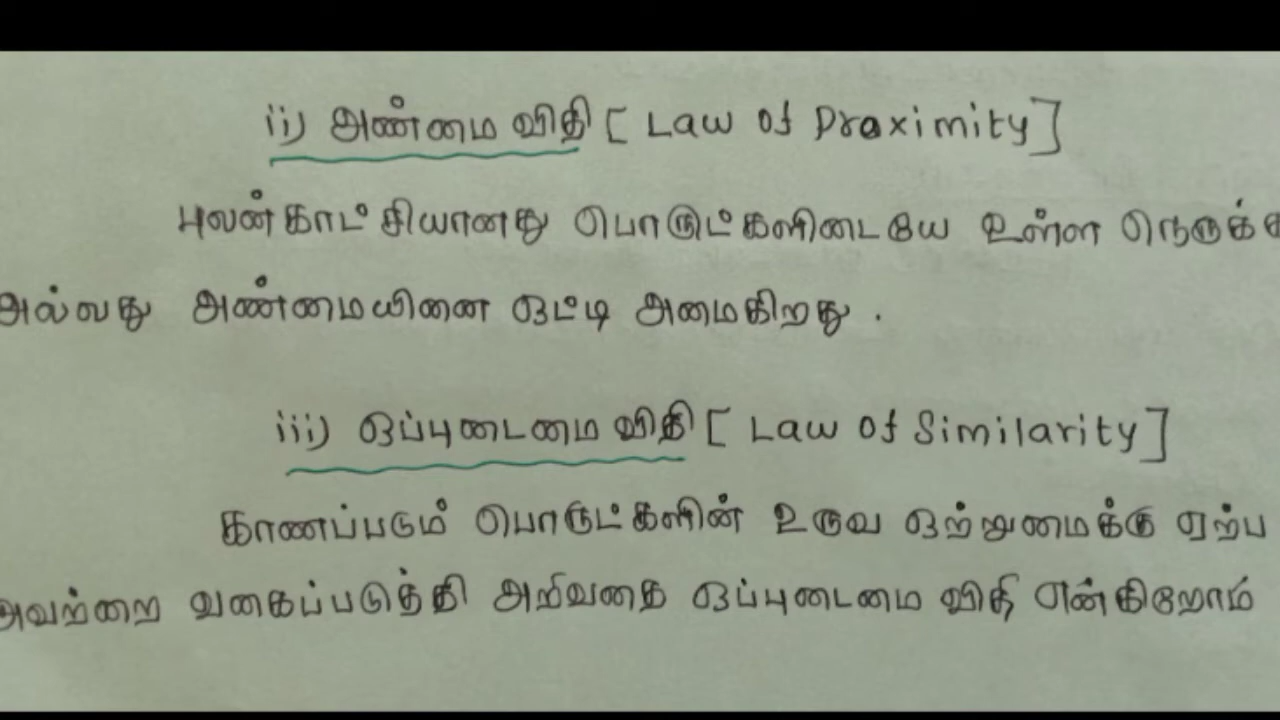 ii) அண்மை விதி [ Law of Proximity ]
புலன்காட்சியானது பொருட்களிடையே உள்ள நெருக்க
அல்லது அண்மையினை ஒட்டி அமைகிறது .
iii) ஒப்புடைமை விதி [ Law of Similarity ]
காணப்படும் பொருட்களின் உருவ ஒற்றுமைக்கு ஏற்ப
அவற்றை வகைப்படுத்தி அறிவதை ஒப்புடைமை விதி என்கிறோம்